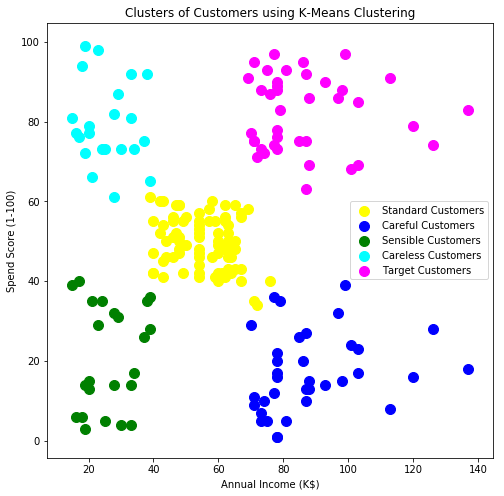 Clusters of Customers using K-Means Clustering
100
80
60
40
20
0
Spend Score (1-100)
Standard Customers
Careful Customers
Sensible Customers
Careless Customers
Target Customers
20 40 60 80 100 120 140
Annual Income (K$)